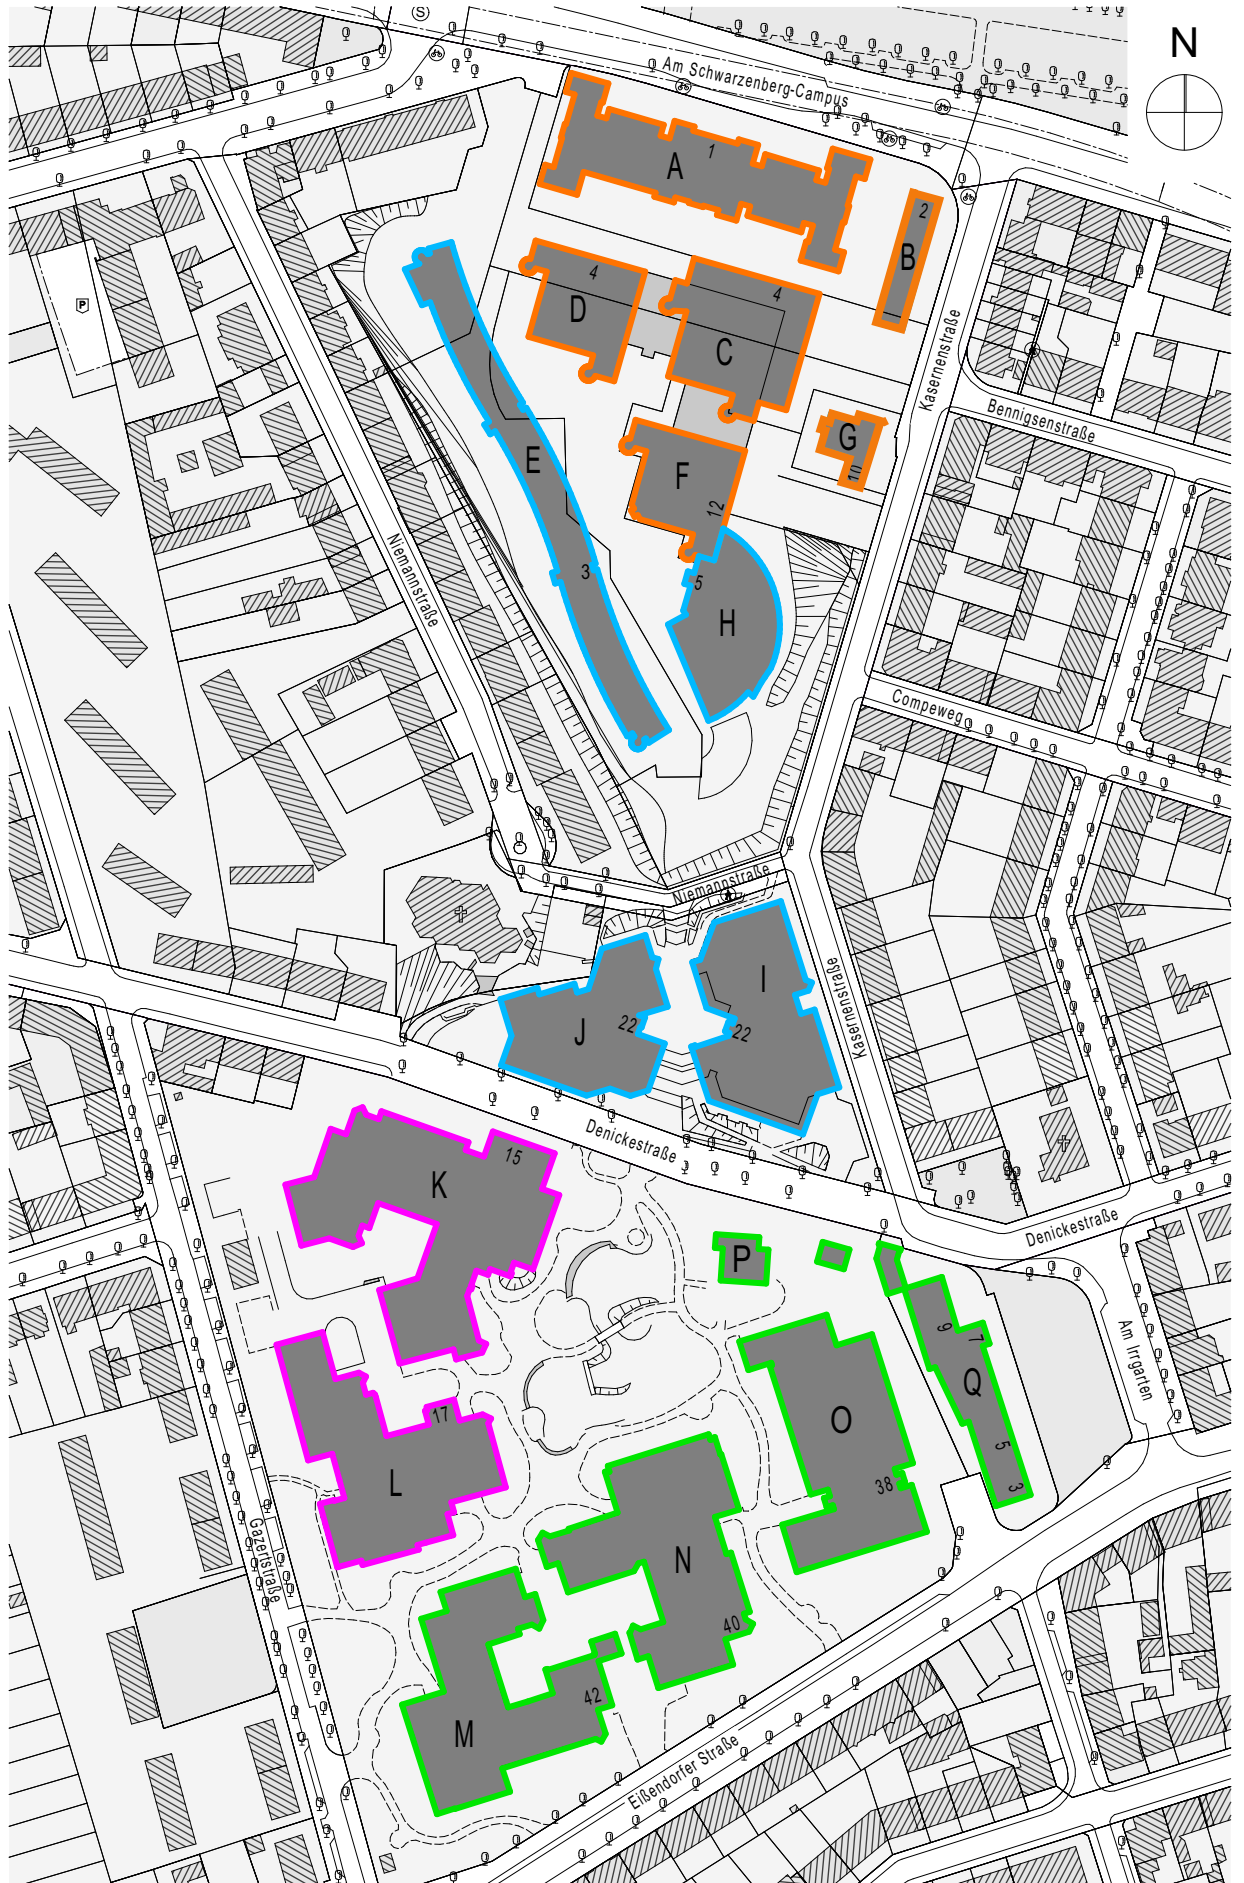 S
N
Am Schwarzenberg-Campus
1
A
2
B
4
D
4
C
P
Kasernenstraße
Bennigsenstraße
G
10
E
F
12
Niemannstraße
3
5
H
Compeweg
Niemannstraße
I
22
J
22
Kasernenstraße
Denickestraße
15
K
Denickestraße
P
9
7
Q
Am Irrgarten
O
5
3
17
L
38
Gazertstraße
N
40
42
M
Eißendorfer Straße